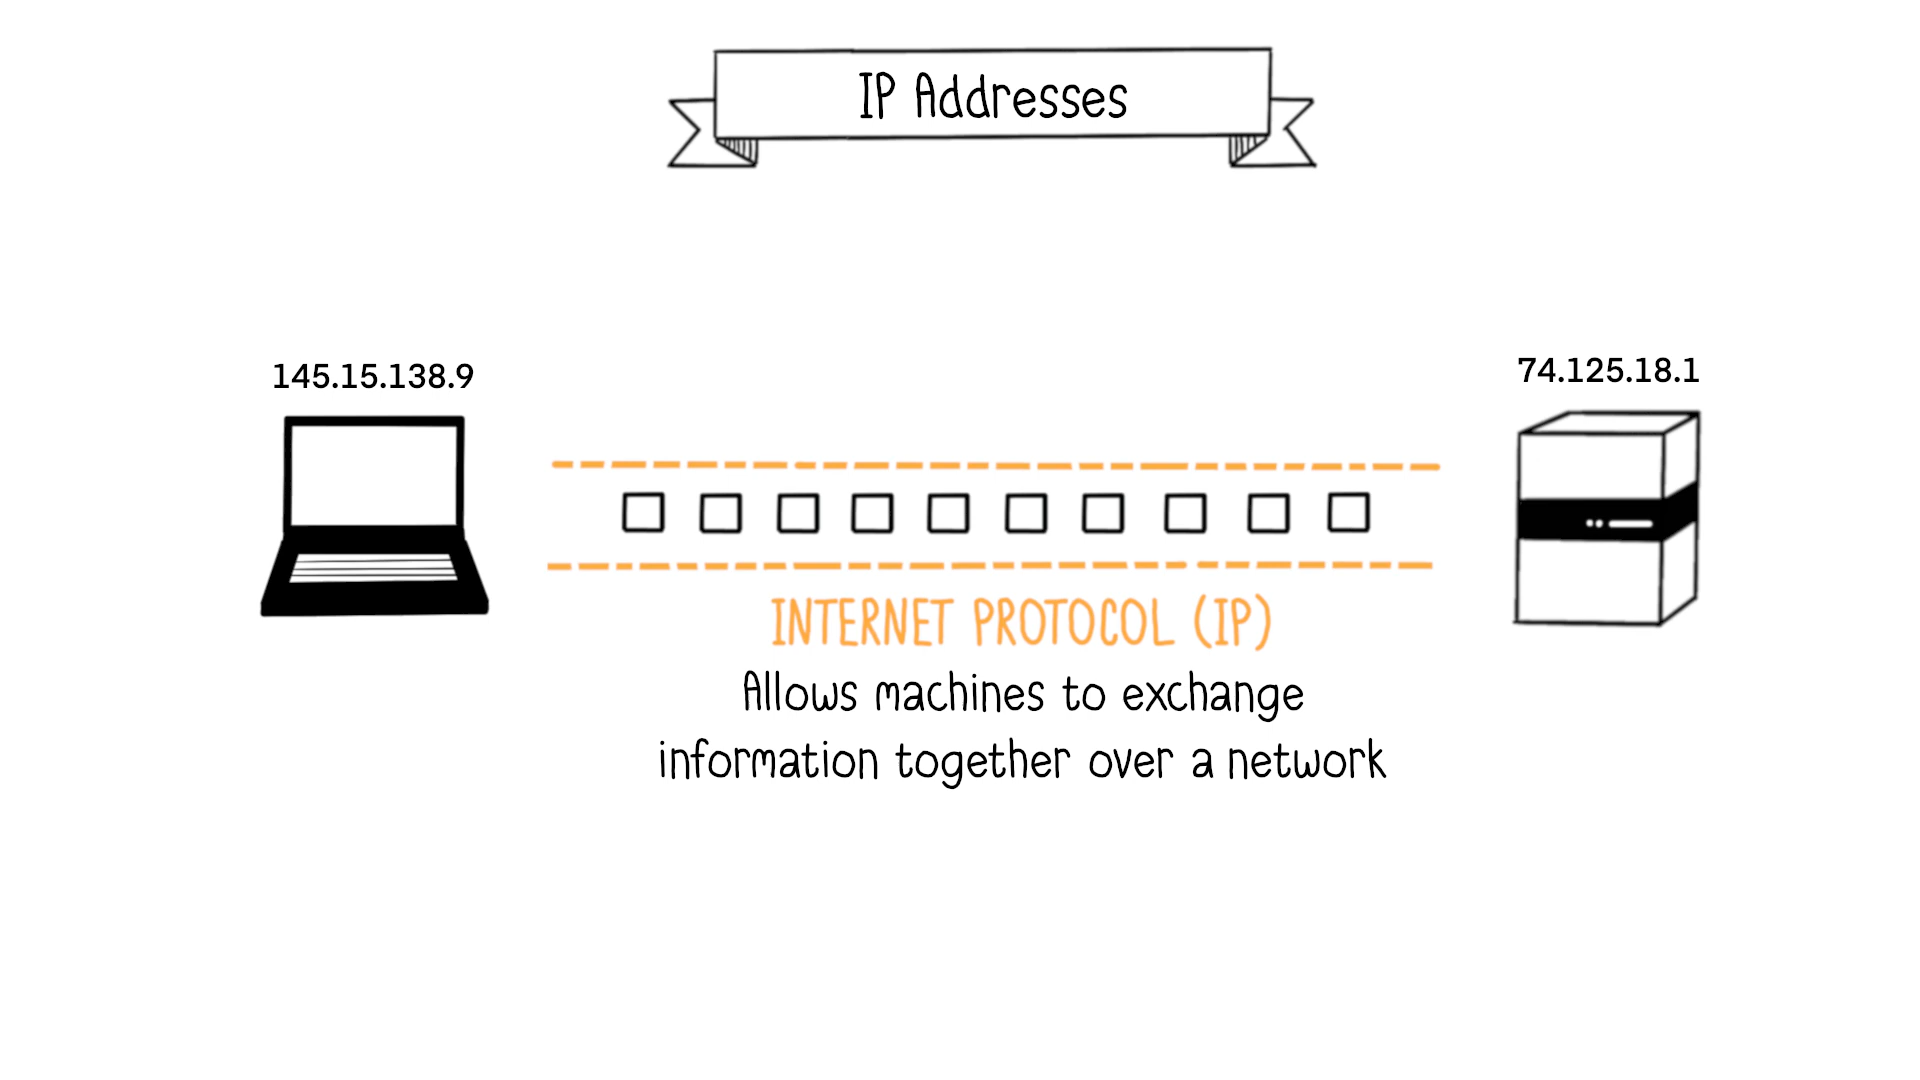 IP Addresses
145.15.138.9
74.125.18.1
INTERNET PROTOCOL (IP)
Allows machines to exchange
information together over a network